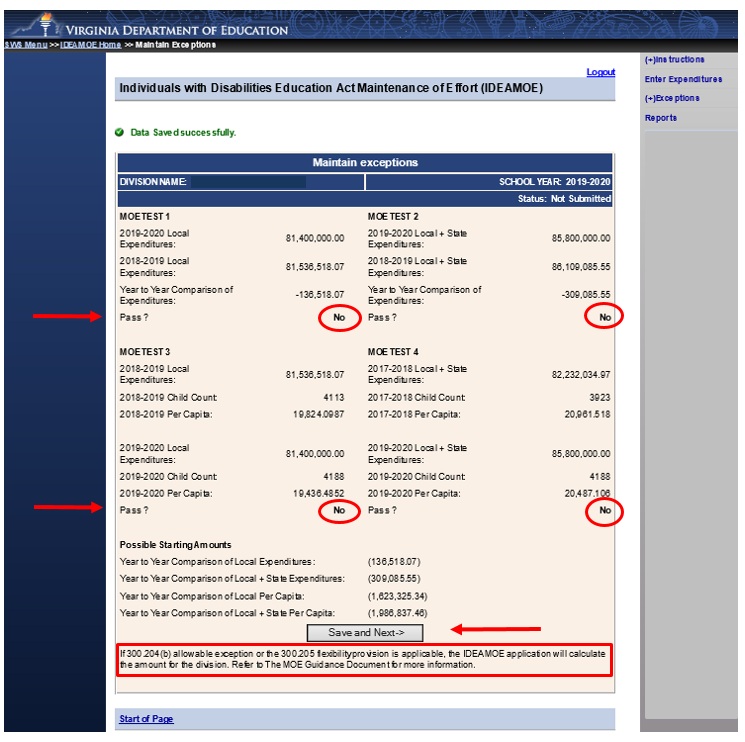 VIRGINIA DEPARTMENT OF EDUCATION
SWS Menu >> IDEAMOE Home >> Maintain Exceptions
(+)Instructions
Enter Expenditures
(+)Exceptions
Reports
Logout
Individuals with Disabilities Education Act Maintenance of Effort (IDEAMOE)
Data Saved successfully.
Maintain exceptions
DIVISION NAME: SCHOOL YEAR: 2019-2020
Status: Not Submitted
MOE TEST 1 MOE TEST 2
2019-2020 Local Expenditures: 81,400,000.00 2019-2020 Local + State Expenditures: 85,800,000.00
2018-2019 Local Expenditures: 81,536,518.07 2018-2019 Local + State Expenditures: 86,109,085.55
Year to Year Comparison of Expenditures: -136,518.07 Year to Year Comparison of Expenditures: -309,085.55
Pass ? No Pass ? No
MOE TEST 3 MOE TEST 4
2018-2019 Local Expenditures: 81,536,518.07 2017-2018 Local + State Expenditures: 82,232,034.97
2018-2019 Child Count: 4113 2017-2018 Child Count: 3923
2018-2019 Per Capita: 19,824.0987 2017-2018 Per Capita: 20,961.518
2019-2020 Local Expenditures: 81,400,000.00 2019-2020 Local + State Expenditures: 85,800,000.00
2019-2020 Child Count: 4188 2019-2020 Child Count: 4188
2019-2020 Per Capita: 19,436.4852 2019-2020 Per Capita: 20,487.106
Pass ? No Pass ? No
Possible Starting Amounts
Year to Year Comparison of Local Expenditures: (136,518.07)
Year to Year Comparison of Local + State Expenditures: (309,085.55)
Year to Year Comparison of Local Per Capita: (1,623,325.34)
Year to Year Comparison of Local + State Per Capita: (1,986,837.46)
Save and Next->
If 300.204(b) allowable exception or the 300.205 flexibility provision is applicable, the IDEAMOE application will calculate
the amount for the division. Refer to The MOE Guidance Document for more information.
Start of Page